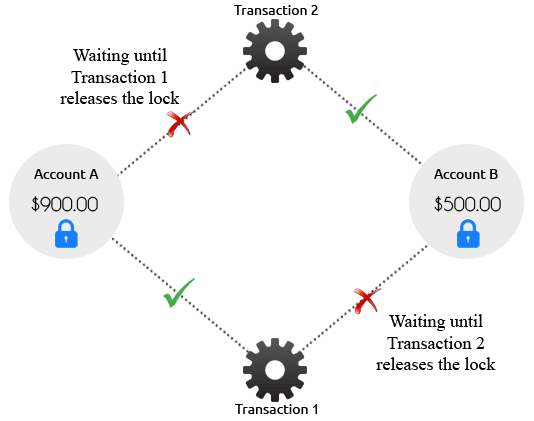 Transaction 2
Waiting until
Transaction 1
releases the lock
Account A
$900.00
Account B
$500.00
Waiting until
Transaction 2
releases the lock
Transaction 1